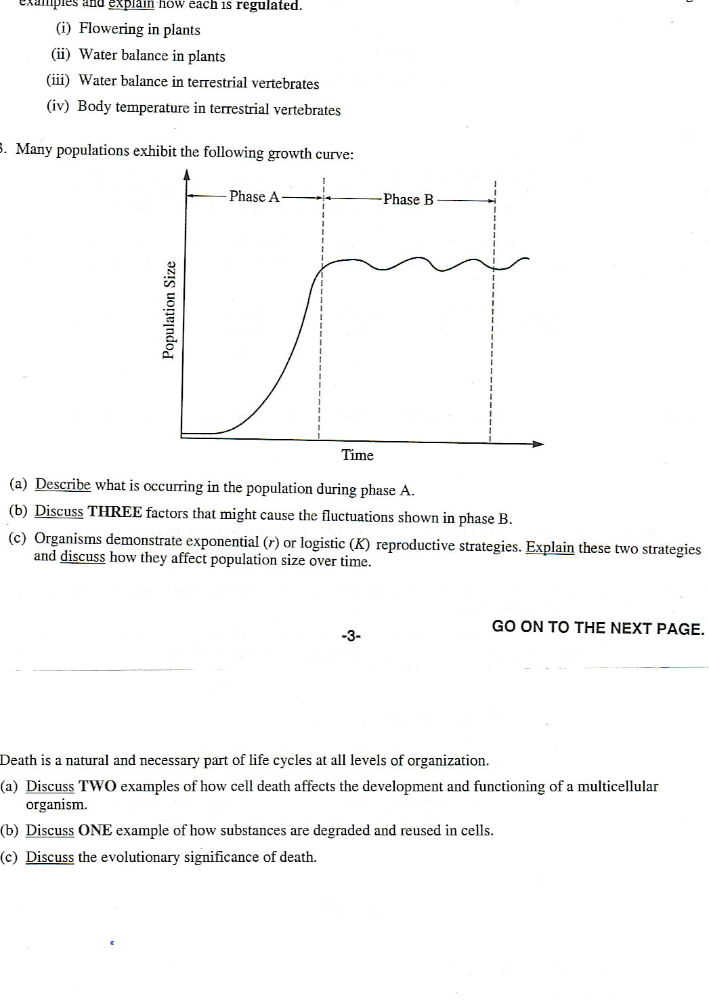 examples and explain how each is regulated.
(i) Flowering in plants
(ii) Water balance in plants
(iii) Water balance in terrestrial vertebrates
(iv) Body temperature in terrestrial vertebrates
3. Many populations exhibit the following growth curve:
Phase A
Phase B
Population Size
Time
(a) Describe what is occurring in the population during phase A.
(b) Discuss THREE factors that might cause the fluctuations shown in phase B.
(c) Organisms demonstrate exponential (r) or logistic (K) reproductive strategies. Explain these two strategies
and discuss how they affect population size over time.
GO ON TO THE NEXT PAGE.
-3-
Death is a natural and necessary part of life cycles at all levels of organization.
(a) Discuss TWO examples of how cell death affects the development and functioning of a multicellular
organism.
(b) Discuss ONE example of how substances are degraded and reused in cells.
(c) Discuss the evolutionary significance of death.